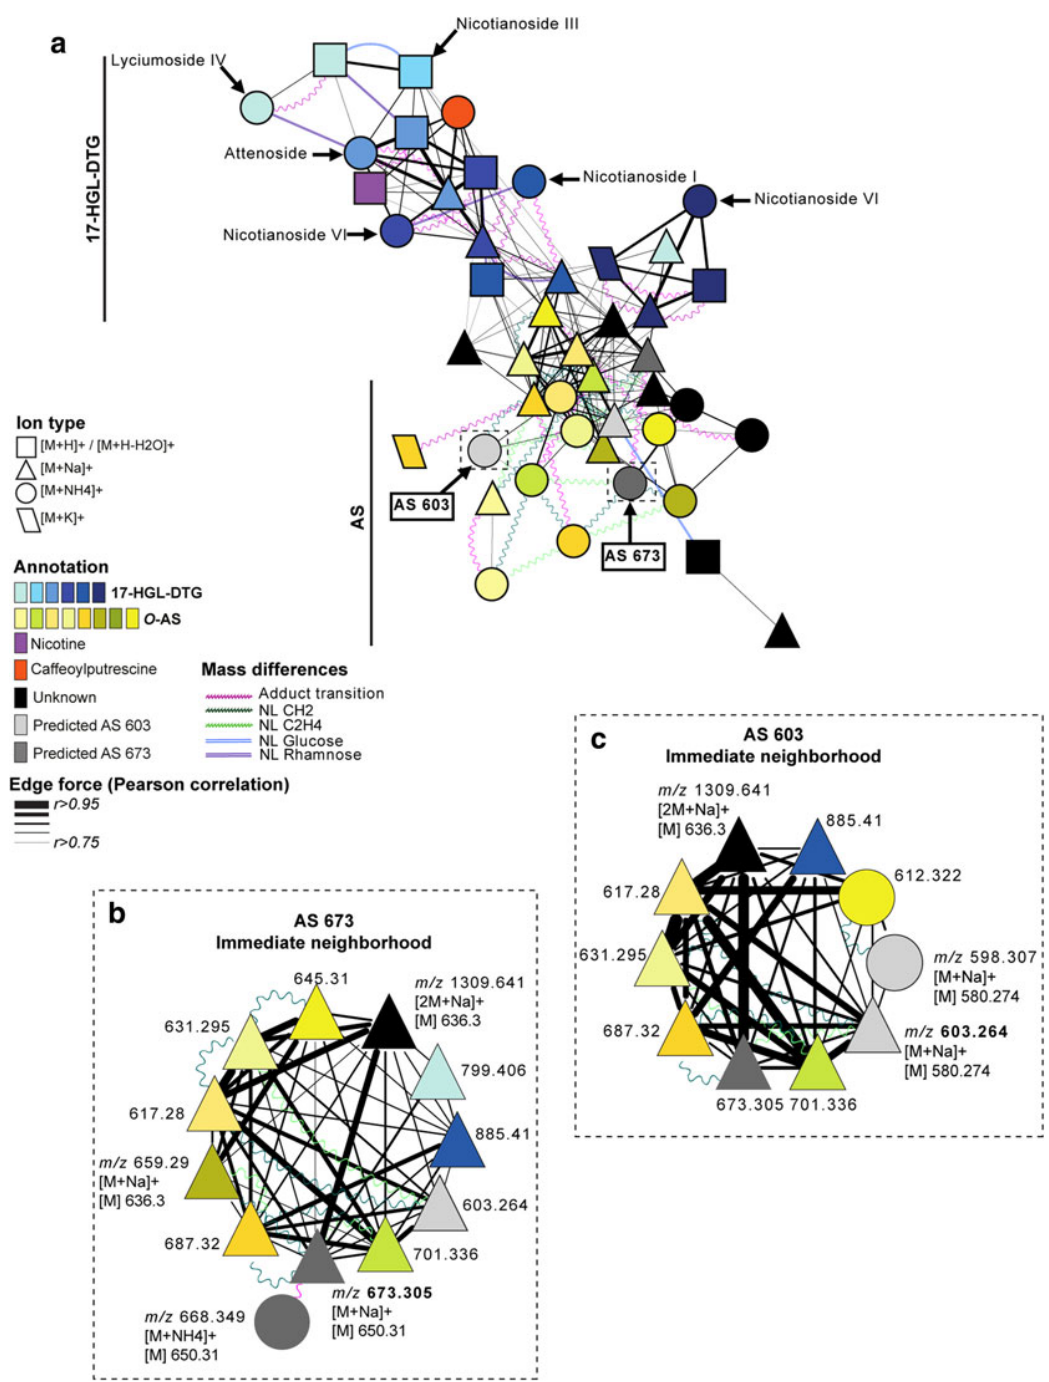 a
Nicotianoside III
Lyciumoside IV
Attenoside
Nicotianoside I
Nicotianoside VI
Nicotianoside VI
17-HGL-DTG
AS
AS 603
AS 673
Ion type
[M+H]+ / [M+H-H2O]+
[M+Na]+
[M+NH4]+
[M+K]+
Annotation
17-HGL-DTG
O-AS
Nicotine
Caffeoylputrescine
Unknown
Predicted AS 603
Predicted AS 673
Edge force (Pearson correlation)
r>0.95
r>0.75
Mass differences
Adduct transition
NL CH2
NL C2H4
NL Glucose
NL Rhamnose
b
AS 673
Immediate neighborhood
645.31
m/z 1309.641
[2M+Na]+
[M] 636.3
631.295
799.406
617.28
885.41
m/z 659.29
[M+Na]+
[M] 636.3
603.264
687.32
701.336
m/z 673.305
[M+Na]+
[M] 650.31
m/z 668.349
[M+NH4]+
[M] 650.31
c
AS 603
Immediate neighborhood
m/z 1309.641
[2M+Na]+
[M] 636.3
885.41
617.28
612.322
631.295
m/z 598.307
[M+Na]+
[M] 580.274
687.32
m/z 603.264
[M+Na]+
[M] 580.274
673.305
701.336